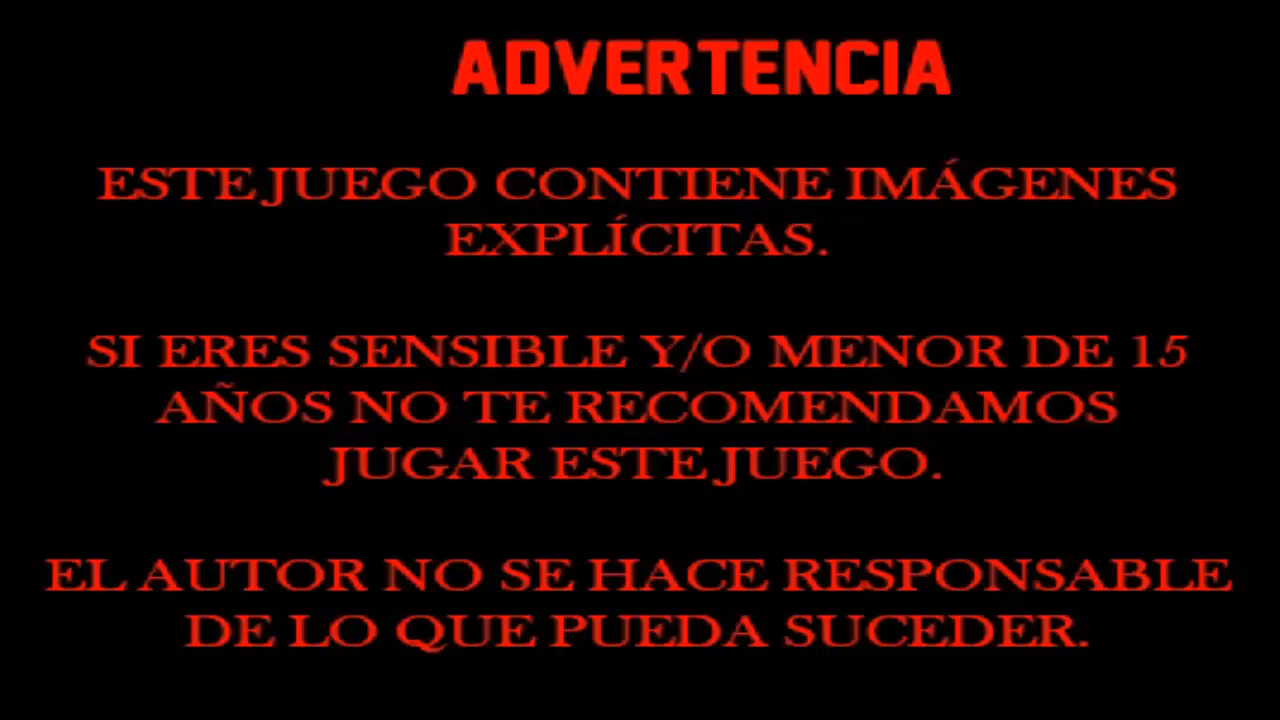 ADVERTENCIA
ESTE JUEGO CONTIENE IMÁGENES
EXPLÍCITAS.
SI ERES SENSIBLE Y/O MENOR DE 15
AÑOS NO TE RECOMENDAMOS
JUGAR ESTE JUEGO.
EL AUTOR NO SE HACE RESPONSABLE
DE LO QUE PUEDA SUCEDER.